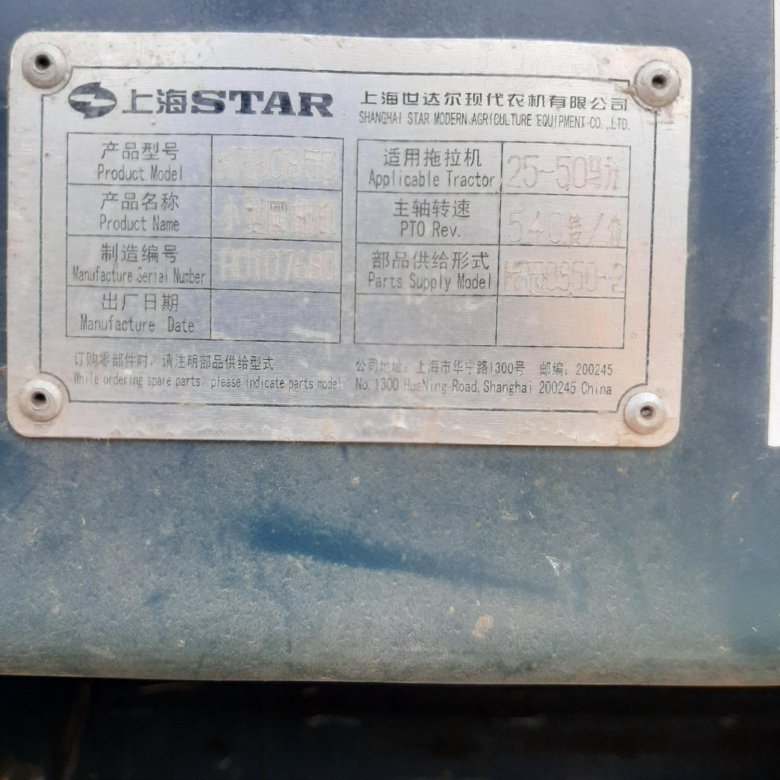 上海STAR
上海世达尔现代农机有限公司
SHANGHAI STAR MODERN AGRICULTURE EQUIPMENT CO., LTD.
产品型号
Product Model
适用拖拉机
Applicable Tractor
25-50马力
产品名称
Product Name
主轴转速
PTO Rev.
540转/分
制造编号
Manufacture Serial Number
部品供给形式
Parts Supply Model
出厂日期
Manufacture Date
订购零部件时，请注明部品供给型式
While ordering spare parts, please indicate parts model
公司地址：上海市华宁路1300号 邮编：200245
No. 1300 HuaNing Road, Shanghai 200245 China